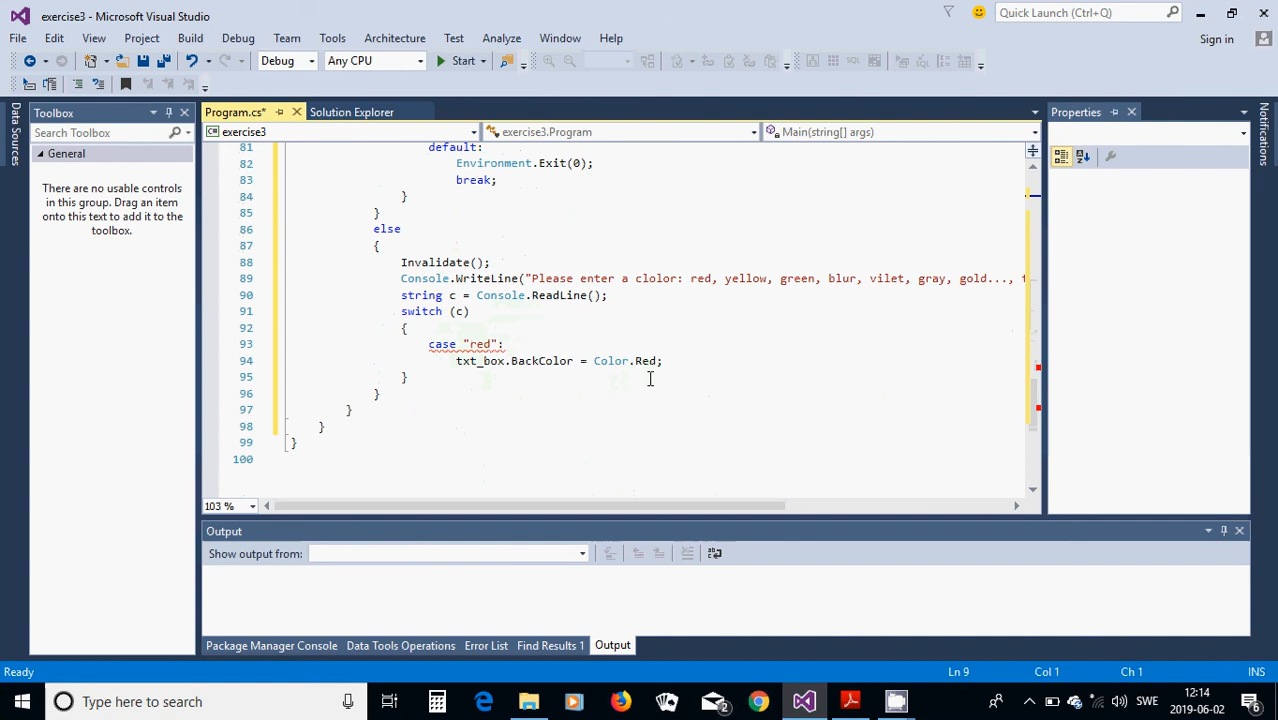 exercise3 - Microsoft Visual Studio
Quick Launch (Ctrl+Q)
File Edit View Project Build Debug Team Tools Architecture Test Analyze Window Help
Sign in
Debug Any CPU Start
Toolbox
Program.cs*
Solution Explorer
Properties
Search Toolbox
exercise3
exercise3.Program
Main(string[] args)
General
There are no usable controls
in this group. Drag an item
onto this text to add it to the
toolbox.
Data Sources
Notifications
81 default:
82 Environment.Exit(0);
83 break;
84 }
85 }
86 else
87 {
88 Invalidate();
89 Console.WriteLine("Please enter a clolor: red, yellow, green, blur, vilet, gray, gold...,
90 string c = Console.ReadLine();
91 switch (c)
92 {
93 case "red":
94 txt_box.BackColor = Color.Red;
95 }
96 }
97 }
98 }
99 }
100
103 %
Output
Show output from:
Package Manager Console Data Tools Operations Error List Find Results 1 Output
Ready
Ln 9 Col 1 Ch 1 INS
Type here to search
2
SWE
12:14
2019-06-02
6